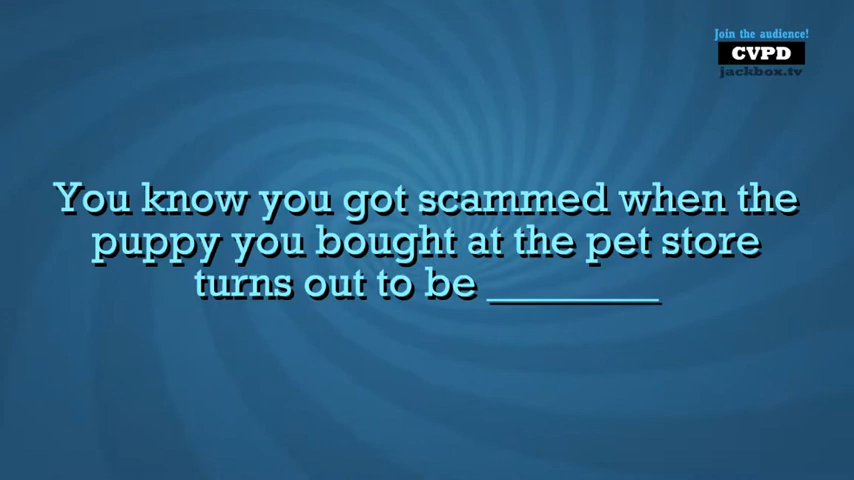 Join the audience!
CVPD
jackbox.tv
You know you got scammed when the
puppy you bought at the pet store
turns out to be _________